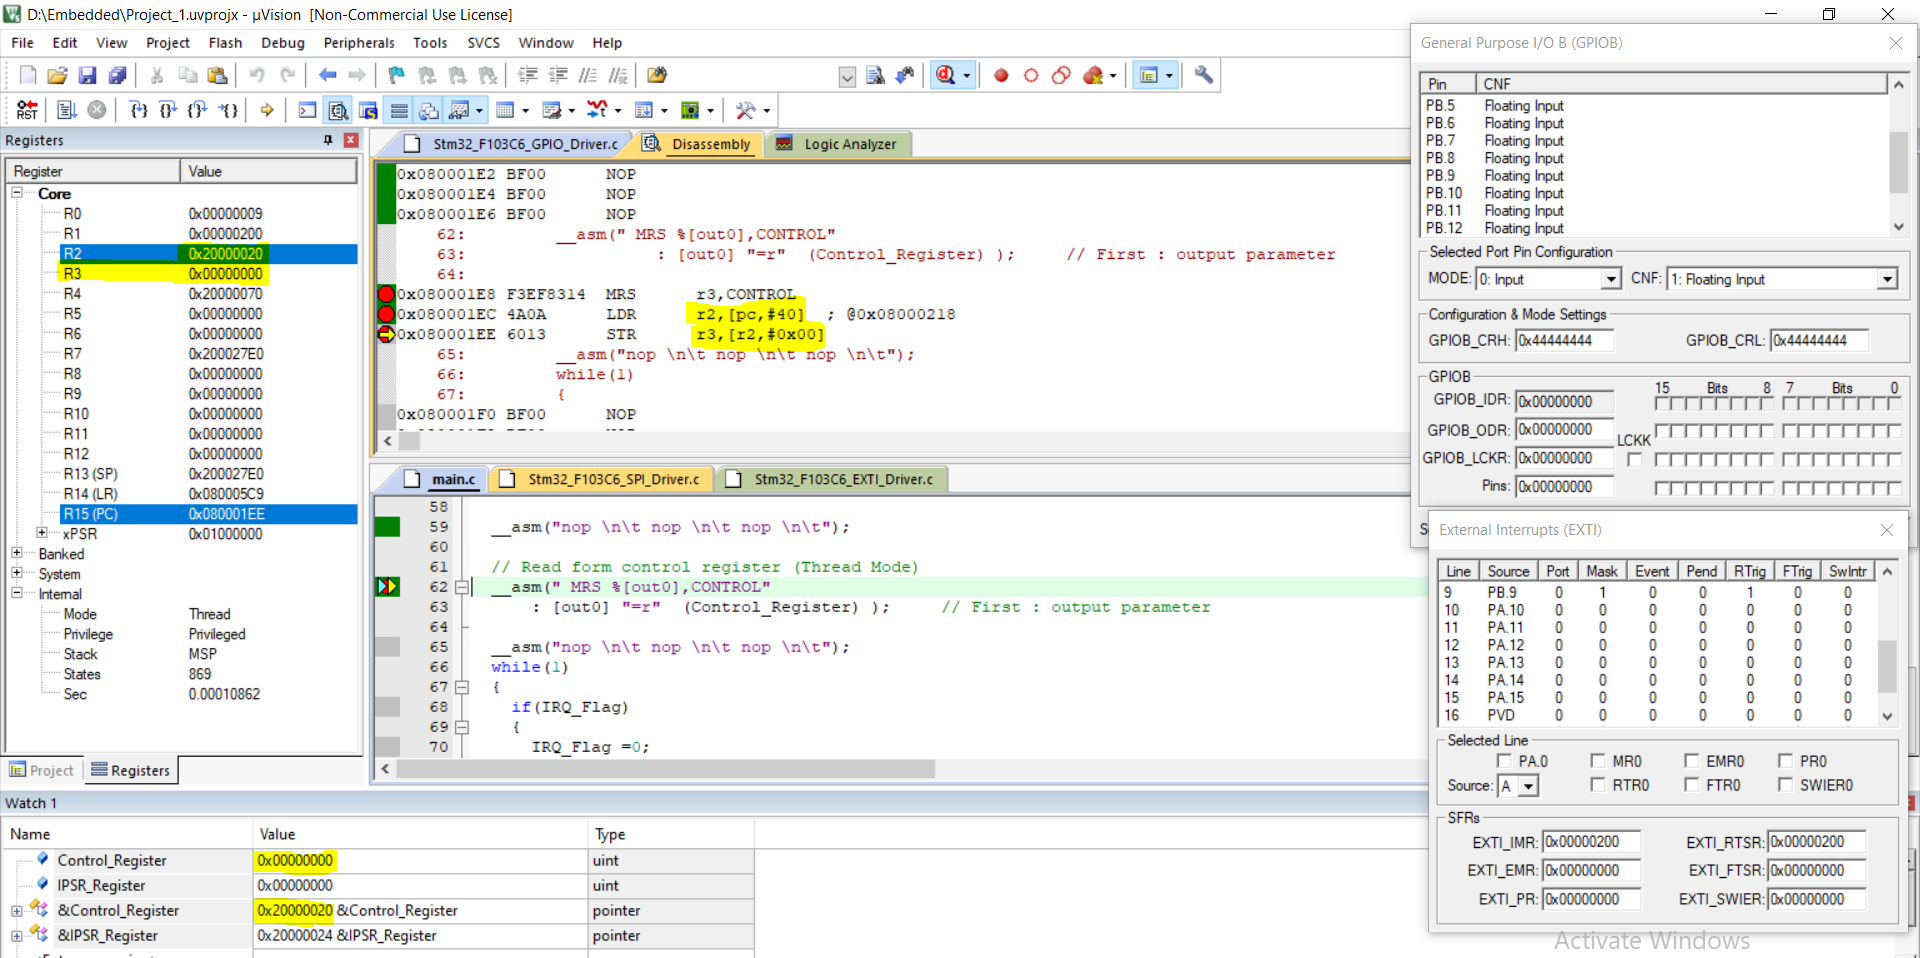 D:\Embedded\Project_1.uvprojx - µVision  [Non-Commercial Use License]
File Edit View Project Flash Debug Peripherals Tools SVCS Window Help
RST
Registers
Register Value
Core
R0 0x00000009
R1 0x00000200
R2 0x20000020
R3 0x00000000
R4 0x20000070
R5 0x00000000
R6 0x00000000
R7 0x200027E0
R8 0x00000000
R9 0x00000000
R10 0x00000000
R11 0x00000000
R12 0x00000000
R13 (SP) 0x200027E0
R14 (LR) 0x080005C9
R15 (PC) 0x080001EE
xPSR 0x01000000
Banked
System
Internal
Mode Thread
Privilege Privileged
Stack MSP
States 869
Sec 0.00010862
Project Registers
Stm32_F103C6_GPIO_Driver.c Disassembly Logic Analyzer
0x080001E2 BF00 NOP
0x080001E4 BF00 NOP
0x080001E6 BF00 NOP
62: __asm(" MRS %[out0],CONTROL"
63: : [out0] "=r" (Control_Register) ); // First : output parameter
64:
0x080001E8 F3EF8314 MRS r3,CONTROL
0x080001EC 4A0A LDR r2,[pc,#40] ; @0x08000218
0x080001EE 6013 STR r3,[r2,#0x00]
65: __asm("nop \n\t nop \n\t nop \n\t");
66: while(1)
67: {
0x080001F0 BF00 NOP
main.c Stm32_F103C6_SPI_Driver.c Stm32_F103C6_EXTI_Driver.c
58
59 __asm("nop \n\t nop \n\t nop \n\t");
60
61 // Read form control register (Thread Mode)
62 __asm(" MRS %[out0],CONTROL"
63 : [out0] "=r" (Control_Register) ); // First : output parameter
64
65 __asm("nop \n\t nop \n\t nop \n\t");
66 while(1)
67 {
68 if(IRQ_Flag)
69 {
70 IRQ_Flag =0;
Watch 1
Name Value Type
Control_Register 0x00000000 uint
IPSR_Register 0x00000000 uint
&Control_Register 0x20000020 &Control_Register pointer
&IPSR_Register 0x20000024 &IPSR_Register pointer
General Purpose I/O B (GPIOB)
Pin CNF
PB.5 Floating Input
PB.6 Floating Input
PB.7 Floating Input
PB.8 Floating Input
PB.9 Floating Input
PB.10 Floating Input
PB.11 Floating Input
PB.12 Floating Input
Selected Port Pin Configuration
MODE: 0: Input CNF: 1: Floating Input
Configuration & Mode Settings
GPIOB_CRH: 0x44444444 GPIOB_CRL: 0x44444444
GPIOB
15 Bits 8 7 Bits 0
GPIOB_IDR: 0x00000000
GPIOB_ODR: 0x00000000
LCKK
GPIOB_LCKR: 0x00000000
Pins: 0x00000000
External Interrupts (EXTI)
Line Source Port Mask Event Pend RTrig FTrig SwIntr
9 PB.9 0 1 0 0 1 0 0
10 PA.10 0 0 0 0 0 0 0
11 PA.11 0 0 0 0 0 0 0
12 PA.12 0 0 0 0 0 0 0
13 PA.13 0 0 0 0 0 0 0
14 PA.14 0 0 0 0 0 0 0
15 PA.15 0 0 0 0 0 0 0
16 PVD 0 0 0 0 0 0 0
Selected Line
PA.0 MR0 EMR0 PR0
Source: A RTR0 FTR0 SWIER0
SFRs
EXTI_IMR: 0x00000200 EXTI_RTSR: 0x00000200
EXTI_EMR: 0x00000000 EXTI_FTSR: 0x00000000
EXTI_PR: 0x00000000 EXTI_SWIER: 0x00000000
Activate Windows